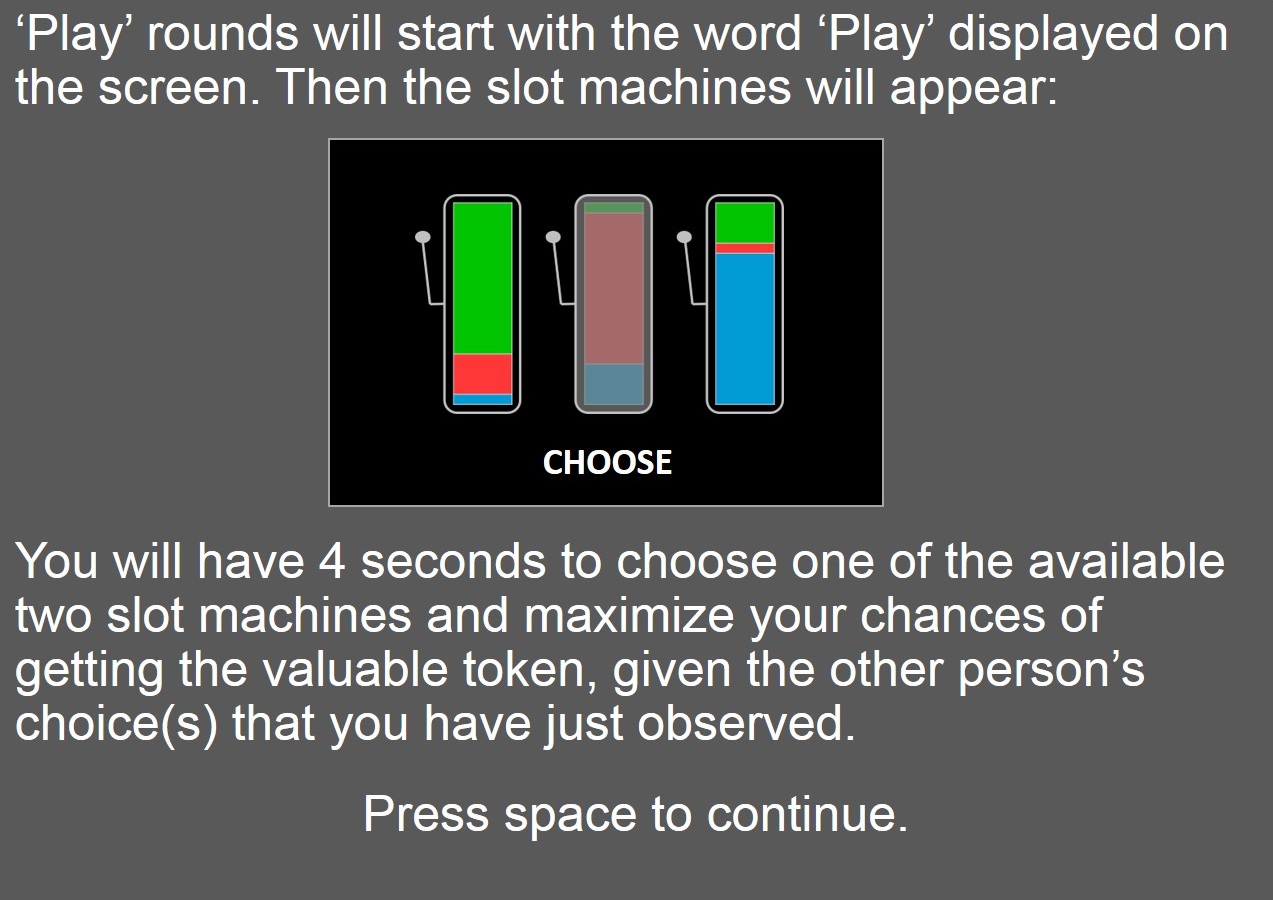 ‘Play’ rounds will start with the word ‘Play’ displayed on
the screen. Then the slot machines will appear:
CHOOSE
You will have 4 seconds to choose one of the available
two slot machines and maximize your chances of
getting the valuable token, given the other person’s
choice(s) that you have just observed.
Press space to continue.